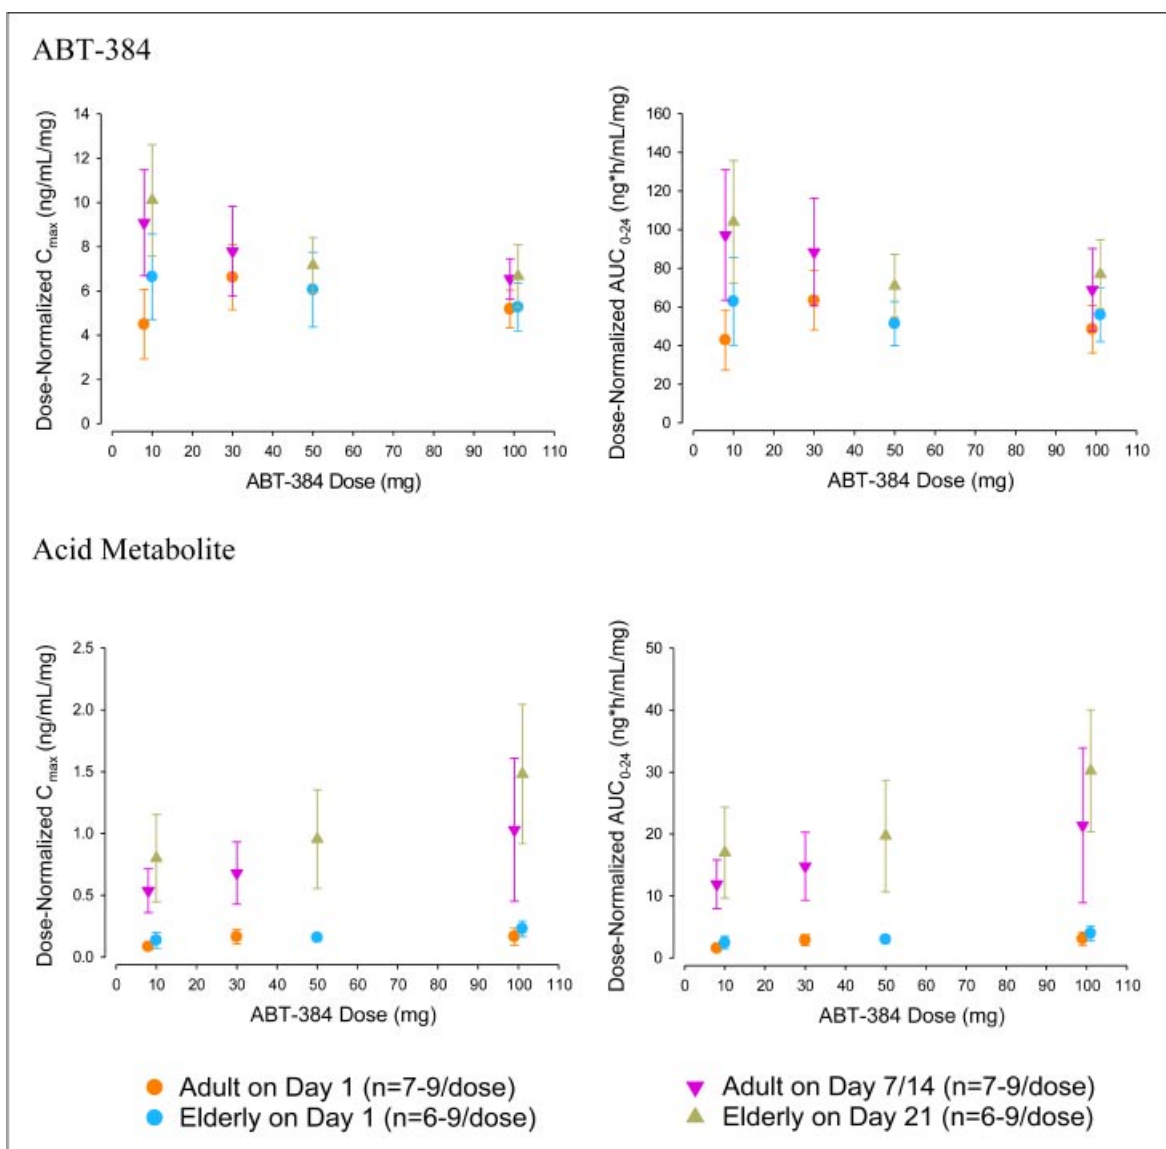 ABT-384
Dose-Normalized Cmax (ng/mL/mg)
14
12
10
8
6
4
2
0
0 10 20 30 40 50 60 70 80 90 100 110
ABT-384 Dose (mg)
Dose-Normalized AUC0-24 (ng*h/mL/mg)
160
140
120
100
80
60
40
20
0
0 10 20 30 40 50 60 70 80 90 100 110
ABT-384 Dose (mg)
Acid Metabolite
Dose-Normalized Cmax (ng/mL/mg)
2.5
2.0
1.5
1.0
0.5
0.0
0 10 20 30 40 50 60 70 80 90 100 110
ABT-384 Dose (mg)
Dose-Normalized AUC0-24 (ng*h/mL/mg)
50
40
30
20
10
0
0 10 20 30 40 50 60 70 80 90 100 110
ABT-384 Dose (mg)
Adult on Day 1 (n=7-9/dose)
Elderly on Day 1 (n=6-9/dose)
Adult on Day 7/14 (n=7-9/dose)
Elderly on Day 21 (n=6-9/dose)